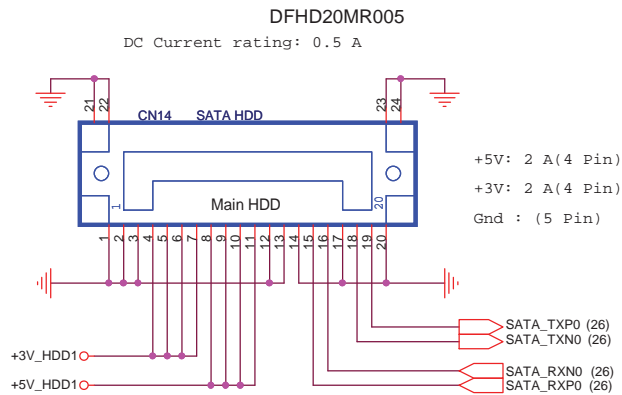 DFHD20MR005
DC Current rating: 0.5 A
21
22
23
24
CN14 SATA HDD
+5V: 2 A(4 Pin)
+3V: 2 A(4 Pin)
Gnd : (5 Pin)
1
Main HDD
20
1
2
3
4
5
6
7
8
9
10
11
12
13
14
15
16
17
18
19
20
SATA_TXP0 (26)
SATA_TXN0 (26)
+3V_HDD1
SATA_RXN0 (26)
+5V_HDD1
SATA_RXP0 (26)